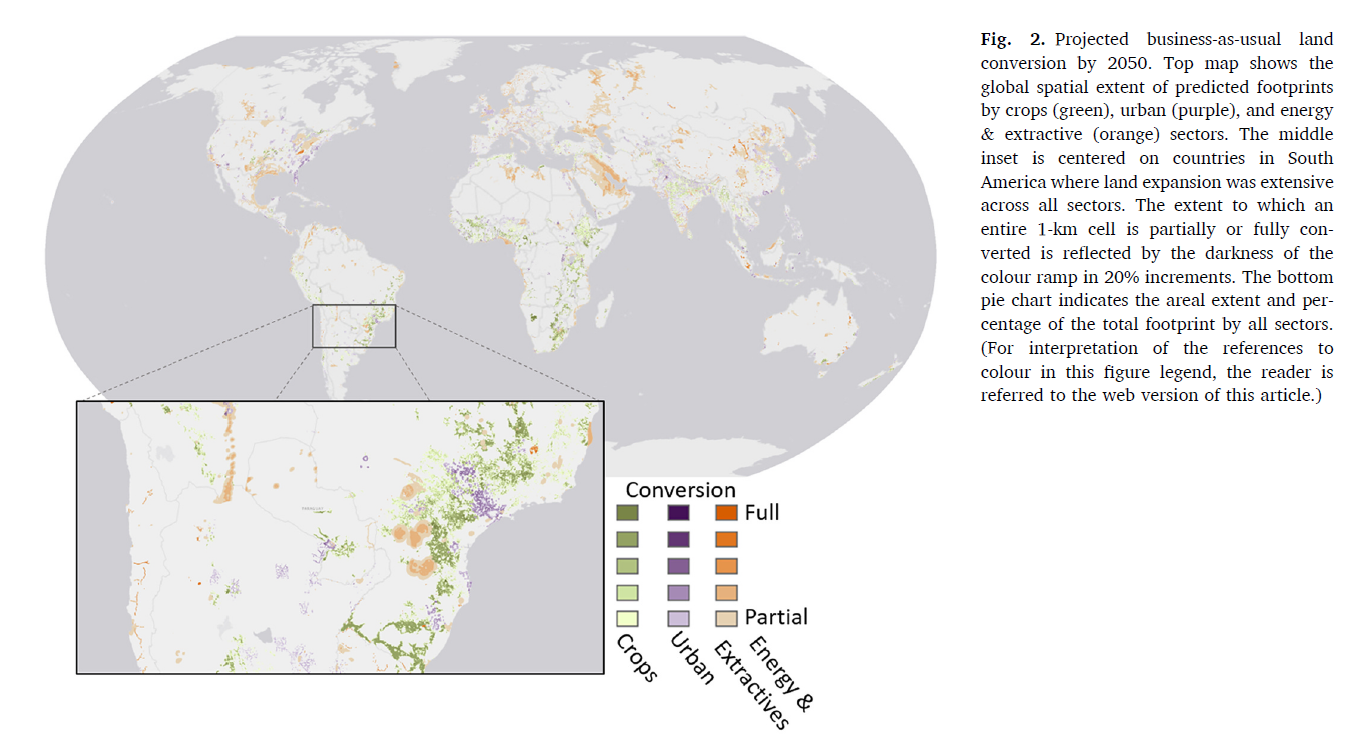 Fig. 2. Projected business-as-usual land
conversion by 2050. Top map shows the
global spatial extent of predicted footprints
by crops (green), urban (purple), and energy
& extractive (orange) sectors. The middle
inset is centered on countries in South
America where land expansion was extensive
across all sectors. The extent to which an
entire 1-km cell is partially or fully con-
verted is reflected by the darkness of the
colour ramp in 20% increments. The bottom
pie chart indicates the areal extent and per-
centage of the total footprint by all sectors.
(For interpretation of the references to
colour in this figure legend, the reader is
referred to the web version of this article.)
PARAGUAY
Conversion
Full
Partial
Crops
Urban
Energy &
Extractives